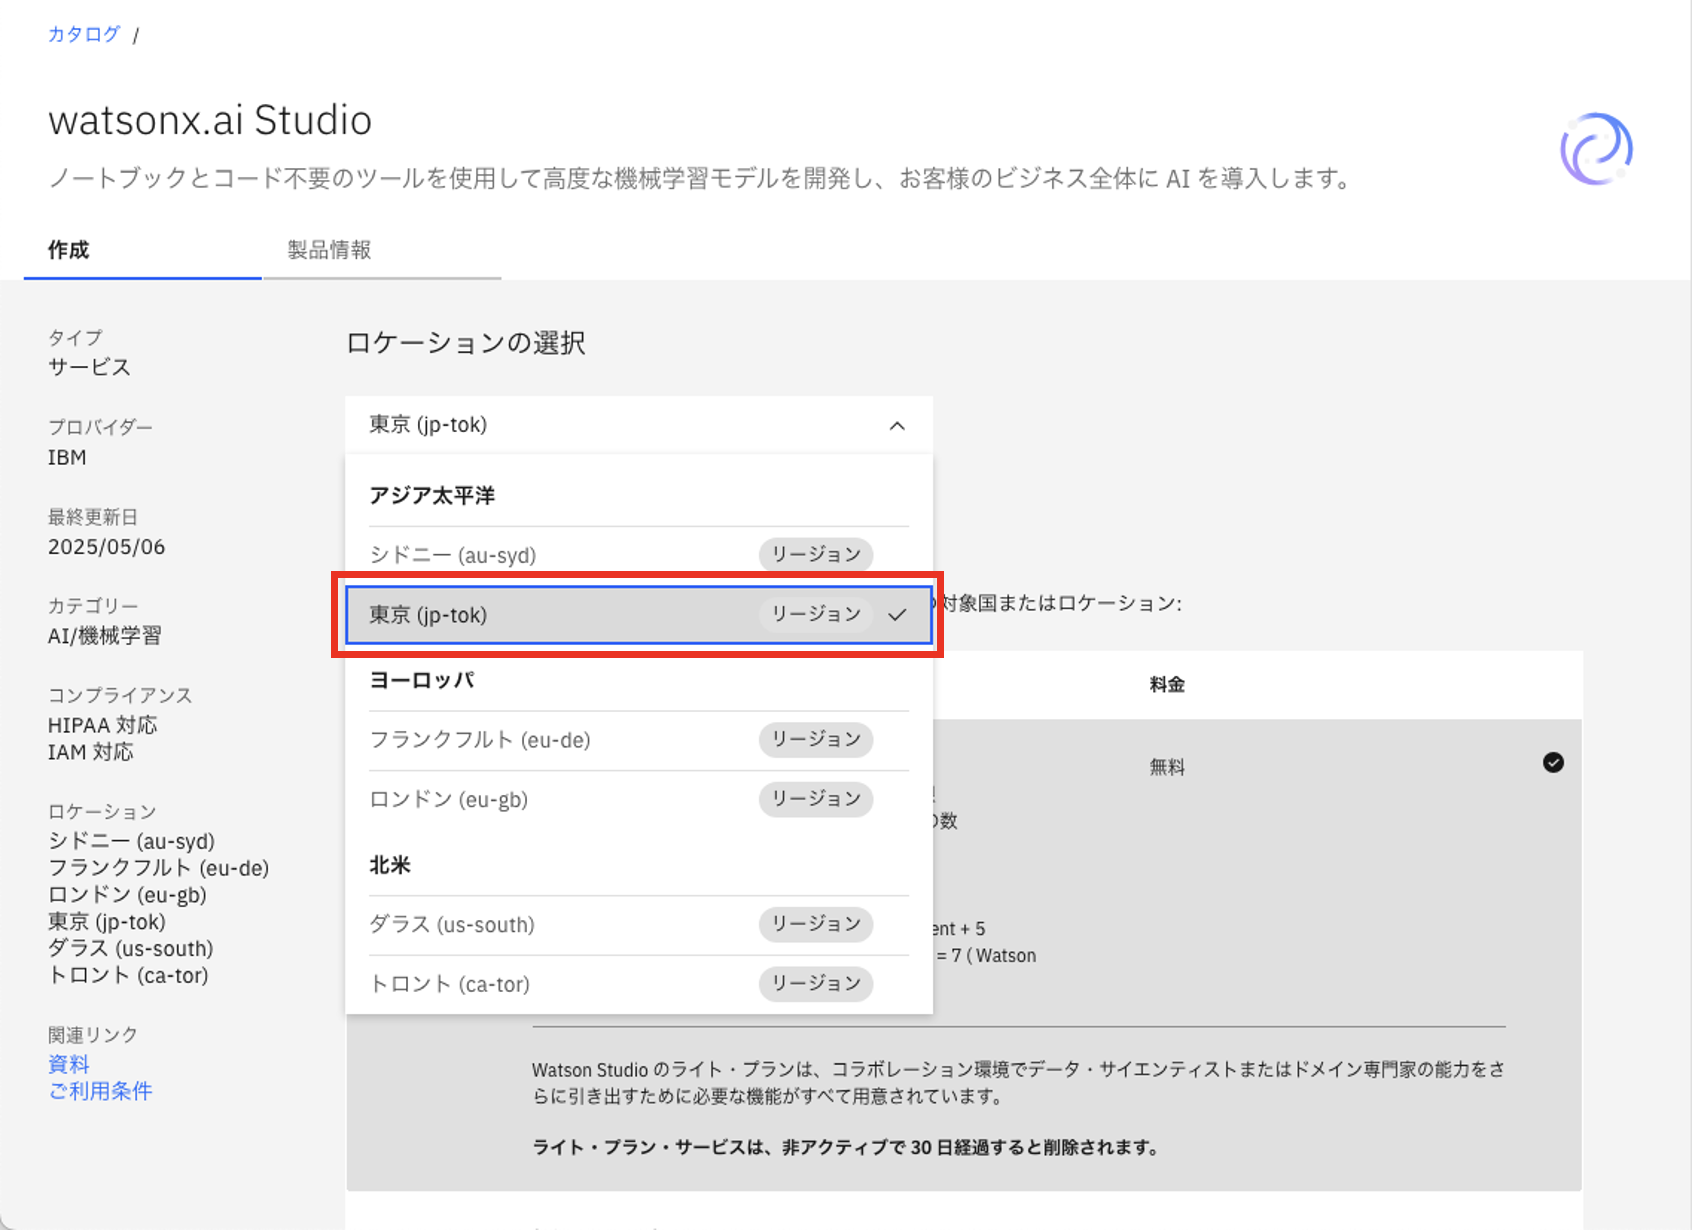 カタログ /
watsonx.ai Studio
ノートブックとコード不要のツールを使用して高度な機械学習モデルを開発し、お客様のビジネス全体に AI を導入します。
作成
製品情報
タイプ
サービス
プロバイダー
IBM
最終更新日
2025/05/06
カテゴリー
AI/機械学習
コンプライアンス
HIPAA 対応
IAM 対応
ロケーション
シドニー (au-syd)
フランクフルト (eu-de)
ロンドン (eu-gb)
東京 (jp-tok)
ダラス (us-south)
トロント (ca-tor)
関連リンク
資料
ご利用条件
ロケーションの選択
東京 (jp-tok)
アジア太平洋
シドニー (au-syd) リージョン
東京 (jp-tok) リージョン
ヨーロッパ
フランクフルト (eu-de) リージョン
ロンドン (eu-gb) リージョン
北米
ダラス (us-south) リージョン
トロント (ca-tor) リージョン
対象国またはロケーション:
料金
無料
の数
ent + 5
= 7 ( Watson
Watson Studio のライト・プランは、コラボレーション環境でデータ・サイエンティストまたはドメイン専門家の能力をさ
らに引き出すために必要な機能がすべて用意されています。
ライト・プラン・サービスは、非アクティブで 30 日経過すると削除されます。